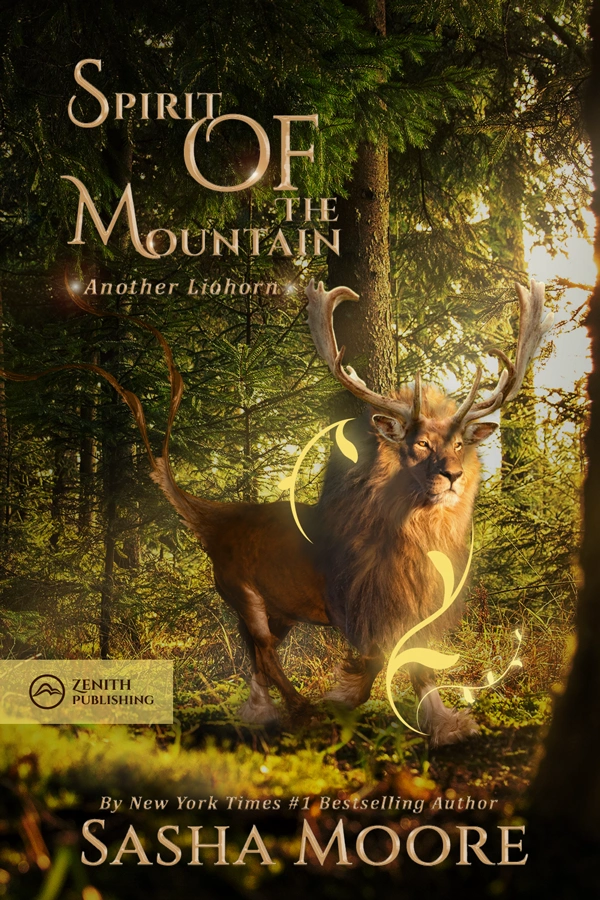 Spirit
OF
THE
Mountain
Another Liohorn
ZENITH
PUBLISHING
By New York Times #1 Bestselling Author
Sasha Moore